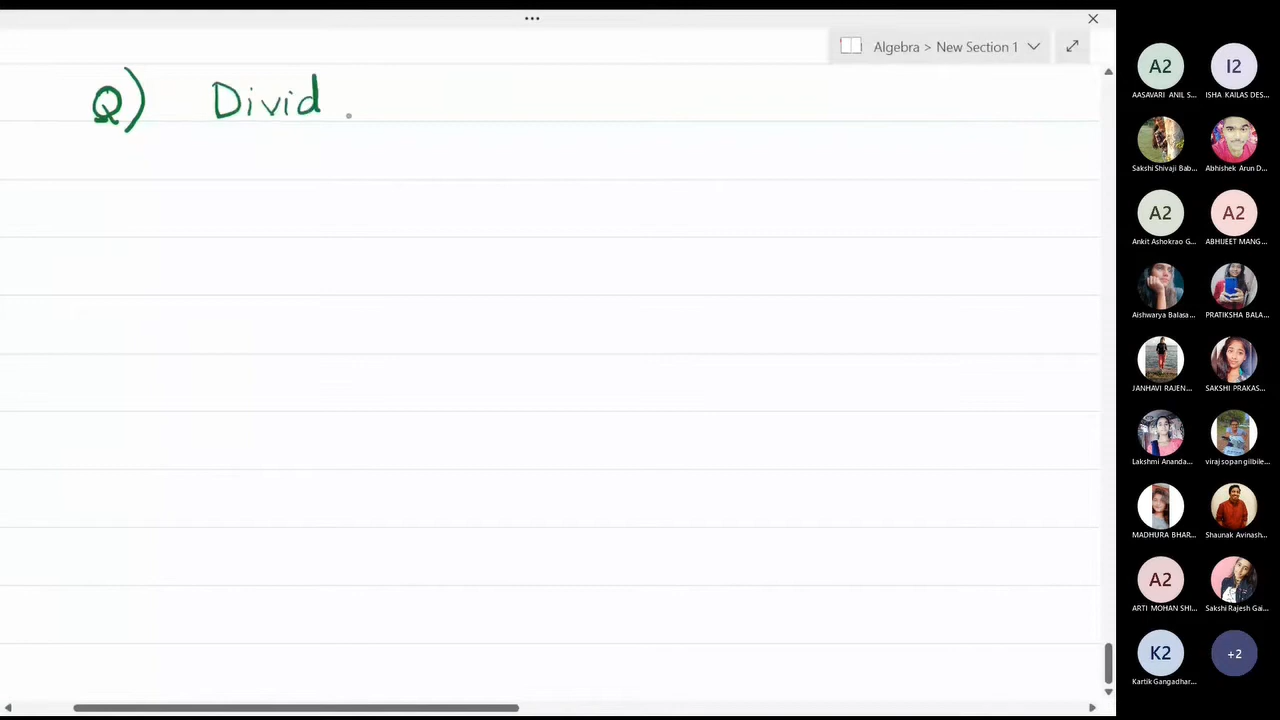 ...
Algebra > New Section 1
Q) Divid
A2 I2
AASAVARI ANIL S... ISHA KAILAS DES...
Sakshi Shivaji Bab... Abhishek Arun D...
A2 A2
Ankit Ashokrao G... ABHIJEET MANG...
Aishwarya Balasa... PRATIKSHA BALA...
JANHAVI RAJEN... SAKSHI PRAKAS...
Lakshmi Ananda... viraj sopan gilbile...
MADHURA BHAR... Shaunak Avinash...
A2
ARTI MOHAN SHI... Sakshi Rajesh Gai...
K2 +2
Kartik Gangadhar...